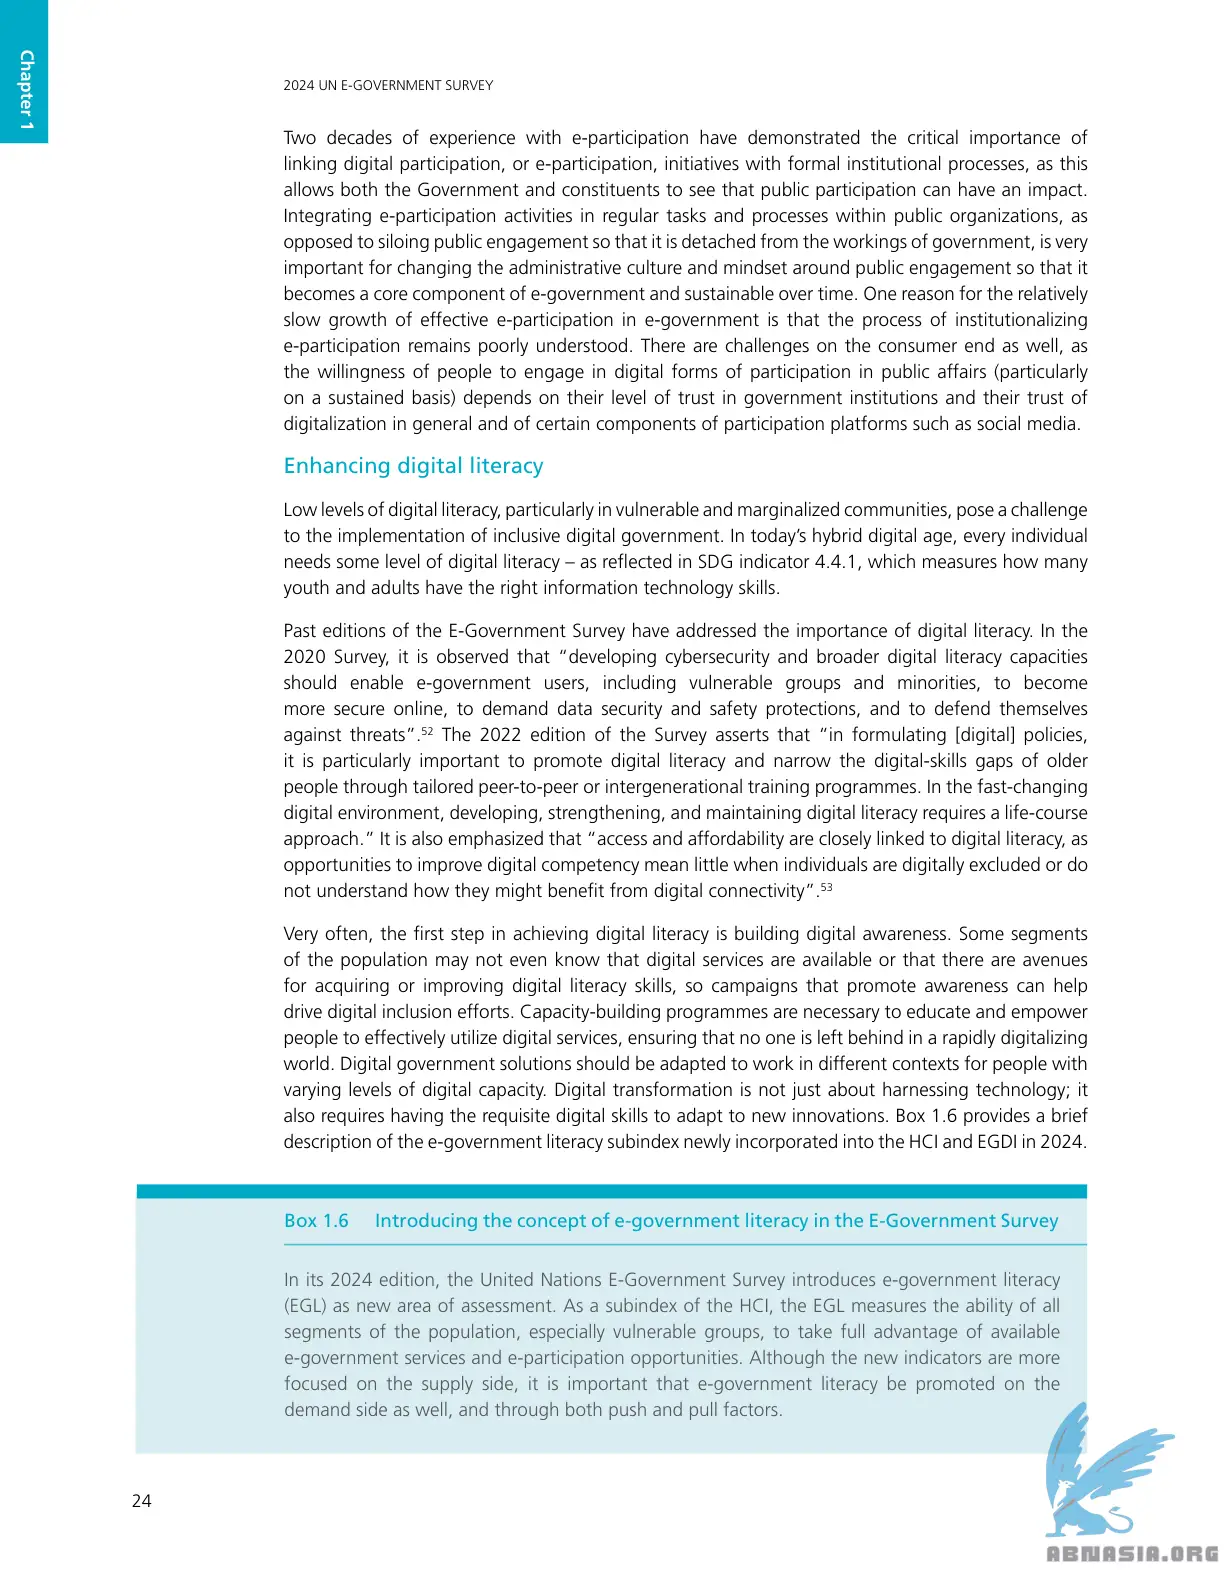 Chapter 1
2024 UN E-GOVERNMENT SURVEY
Two decades of experience with e-participation have demonstrated the critical importance of
linking digital participation, or e-participation, initiatives with formal institutional processes, as this
allows both the Government and constituents to see that public participation can have an impact.
Integrating e-participation activities in regular tasks and processes within public organizations, as
opposed to siloing public engagement so that it is detached from the workings of government, is very
important for changing the administrative culture and mindset around public engagement so that it
becomes a core component of e-government and sustainable over time. One reason for the relatively
slow growth of effective e-participation in e-government is that the process of institutionalizing
e-participation remains poorly understood. There are challenges on the consumer end as well, as
the willingness of people to engage in digital forms of participation in public affairs (particularly
on a sustained basis) depends on their level of trust in government institutions and their trust of
digitalization in general and of certain components of participation platforms such as social media.
Enhancing digital literacy
Low levels of digital literacy, particularly in vulnerable and marginalized communities, pose a challenge
to the implementation of inclusive digital government. In today’s hybrid digital age, every individual
needs some level of digital literacy – as reflected in SDG indicator 4.4.1, which measures how many
youth and adults have the right information technology skills.
Past editions of the E-Government Survey have addressed the importance of digital literacy. In the
2020 Survey, it is observed that “developing cybersecurity and broader digital literacy capacities
should enable e-government users, including vulnerable groups and minorities, to become
more secure online, to demand data security and safety protections, and to defend themselves
against threats”.52 The 2022 edition of the Survey asserts that “in formulating [digital] policies,
it is particularly important to promote digital literacy and narrow the digital-skills gaps of older
people through tailored peer-to-peer or intergenerational training programmes. In the fast-changing
digital environment, developing, strengthening, and maintaining digital literacy requires a life-course
approach.” It is also emphasized that “access and affordability are closely linked to digital literacy, as
opportunities to improve digital competency mean little when individuals are digitally excluded or do
not understand how they might benefit from digital connectivity”.53
Very often, the first step in achieving digital literacy is building digital awareness. Some segments
of the population may not even know that digital services are available or that there are avenues
for acquiring or improving digital literacy skills, so campaigns that promote awareness can help
drive digital inclusion efforts. Capacity-building programmes are necessary to educate and empower
people to effectively utilize digital services, ensuring that no one is left behind in a rapidly digitalizing
world. Digital government solutions should be adapted to work in different contexts for people with
varying levels of digital capacity. Digital transformation is not just about harnessing technology; it
also requires having the requisite digital skills to adapt to new innovations. Box 1.6 provides a brief
description of the e-government literacy subindex newly incorporated into the HCI and EGDI in 2024.
Box 1.6 Introducing the concept of e-government literacy in the E-Government Survey
In its 2024 edition, the United Nations E-Government Survey introduces e-government literacy
(EGL) as new area of assessment. As a subindex of the HCI, the EGL measures the ability of all
segments of the population, especially vulnerable groups, to take full advantage of available
e-government services and e-participation opportunities. Although the new indicators are more
focused on the supply side, it is important that e-government literacy be promoted on the
demand side as well, and through both push and pull factors.
24
ABNASIA.ORG